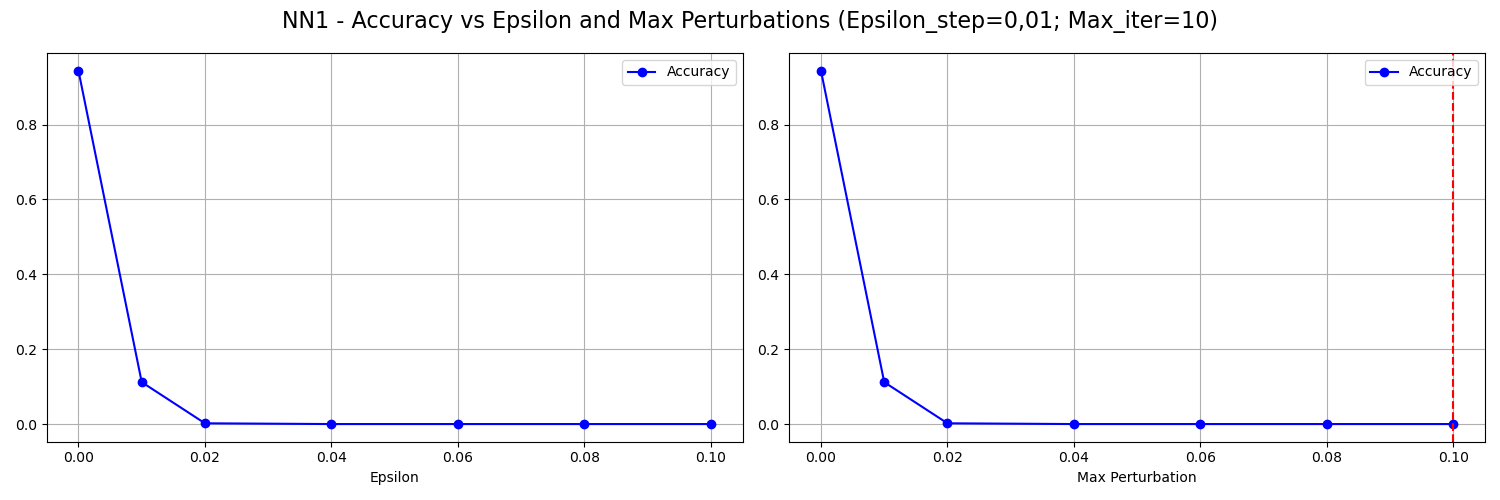 NN1 - Accuracy vs Epsilon and Max Perturbations (Epsilon_step=0,01; Max_iter=10)
Accuracy
0.8
0.6
0.4
0.2
0.0
0.00 0.02 0.04 0.06 0.08 0.10
Epsilon
Accuracy
0.8
0.6
0.4
0.2
0.0
0.00 0.02 0.04 0.06 0.08 0.10
Max Perturbation